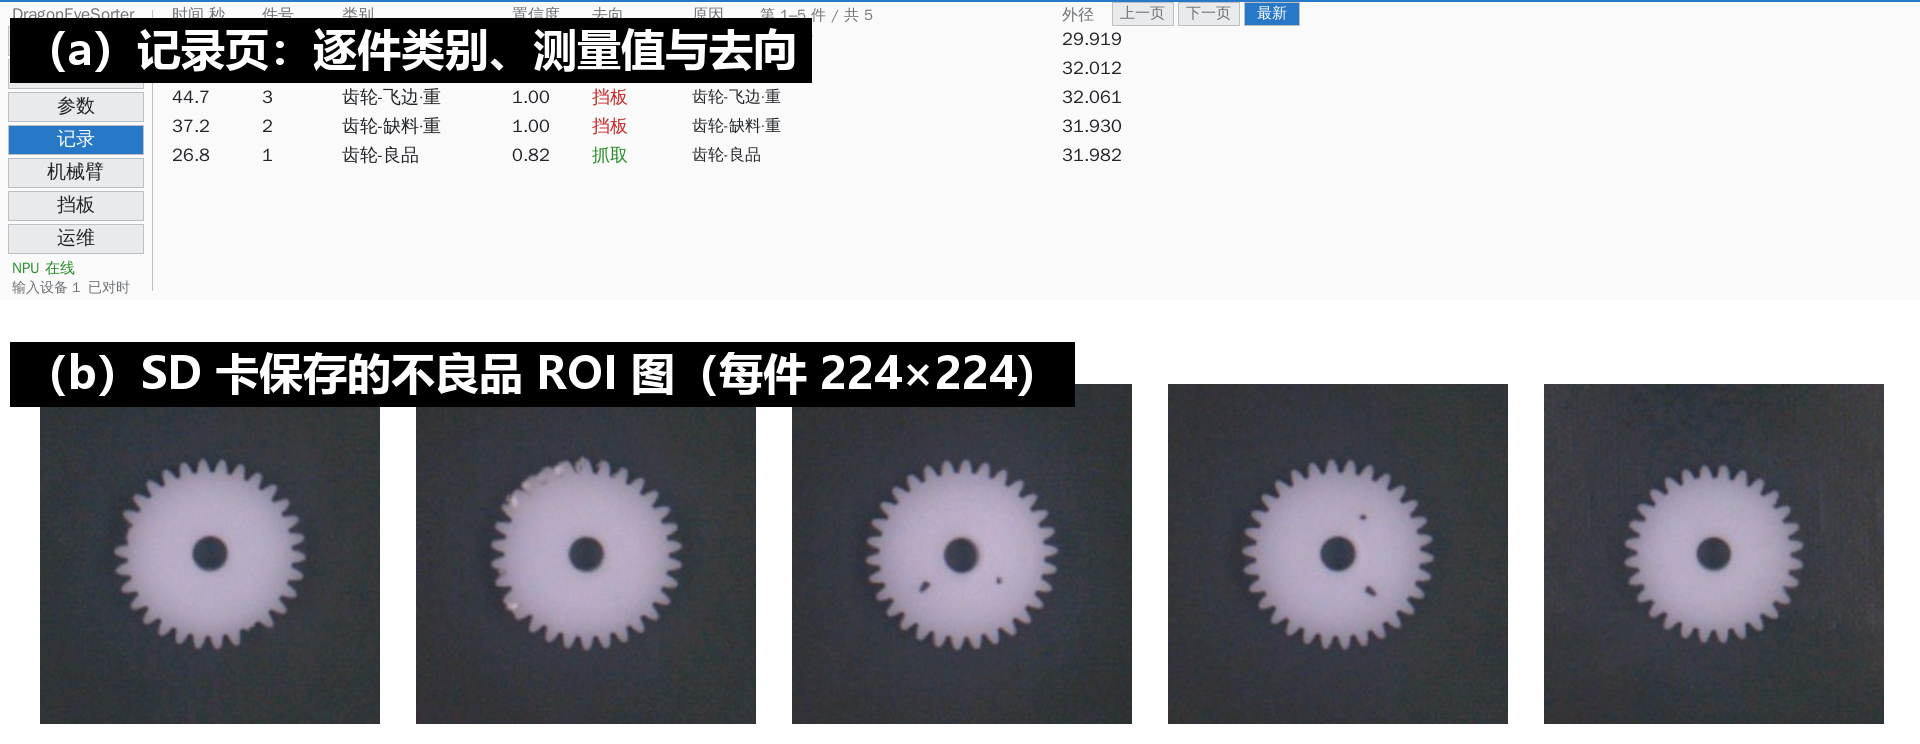 DragonEyeSorter 时间 秒 件号 类别 置信度 去向 原因 第 1–5 件 / 共 5 外径 上一页 下一页 最新
(a) 记录页：逐件类别、测量值与去向
29.919
32.012
参数
44.7 3 齿轮-飞边·重 1.00 挡板 齿轮-飞边·重 32.061
记录
37.2 2 齿轮-缺料·重 1.00 挡板 齿轮-缺料·重 31.930
26.8 1 齿轮-良品 0.82 抓取 齿轮-良品 31.982
机械臂
挡板
运维
NPU 在线
输入设备 1 已对时
(b) SD 卡保存的不良品 ROI 图（每件 224×224）